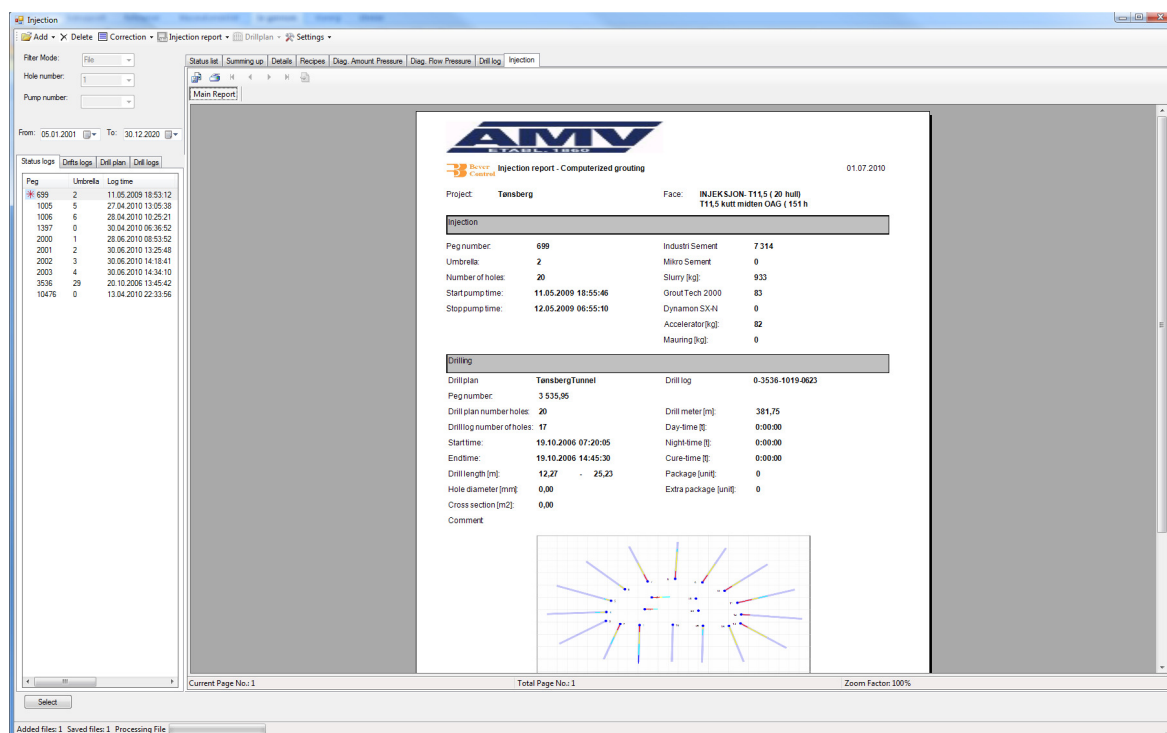 Injection
Add Delete Correction Injection report Drillplan Settings
Filter Mode: File
Hole number: 1
Pump number:
From: 05.01.2001 To: 30.12.2020
Status logs Drifts logs Drill plan Drill logs
Peg Umbrella Log time
699 2 11.05.2009 18:53:12
1005 5 27.04.2010 13:05:38
1006 6 28.04.2010 10:25:21
1397 0 30.04.2010 06:36:52
2000 1 28.06.2010 08:53:52
2001 2 30.06.2010 13:25:48
2002 3 30.06.2010 14:18:41
2003 4 30.06.2010 14:34:10
3536 29 20.10.2006 13:45:42
10476 0 13.04.2010 22:33:56
Select
Status list Summing up Details Recipes Diag. Amount Pressure Diag. Flow Pressure Drill log Injection
Main Report
AMV
ETABL. 1860
Bever Control Injection report - Computerized grouting 01.07.2010
Project: Tønsberg Face: INJEKSJON- T11,5 ( 20 hull)
T11,5 kutt midten OAG ( 151 h
Injection
Peg number: 699 Industri Sement 7 314
Umbrella: 2 Mikro Sement 0
Number of holes: 20 Slurry [kg]: 933
Start pump time: 11.05.2009 18:55:46 Grout Tech 2000 83
Stop pump time: 12.05.2009 06:55:10 Dynamon SX-N 0
Accelerator [kg]: 82
Mauring [kg]: 0
Drilling
Drillplan TønsbergTunnel Drill log 0-3536-1019-0623
Peg number: 3 535,95
Drill plan number holes: 20 Drill meter [m]: 381,75
Drill log number of holes: 17 Day-time [t]: 0:00:00
Start time: 19.10.2006 07:20:05 Night-time [t]: 0:00:00
End time: 19.10.2006 14:45:30 Cure-time [t]: 0:00:00
Drill length [m]: 12,27 - 25,23 Package [unit]: 0
Hole diameter [mm]: 0,00 Extra package [unit]: 0
Cross section [m2]: 0,00
Comment
Current Page No.: 1 Total Page No.: 1 Zoom Factor: 100%
Added files: 1 Saved files: 1 Processing File